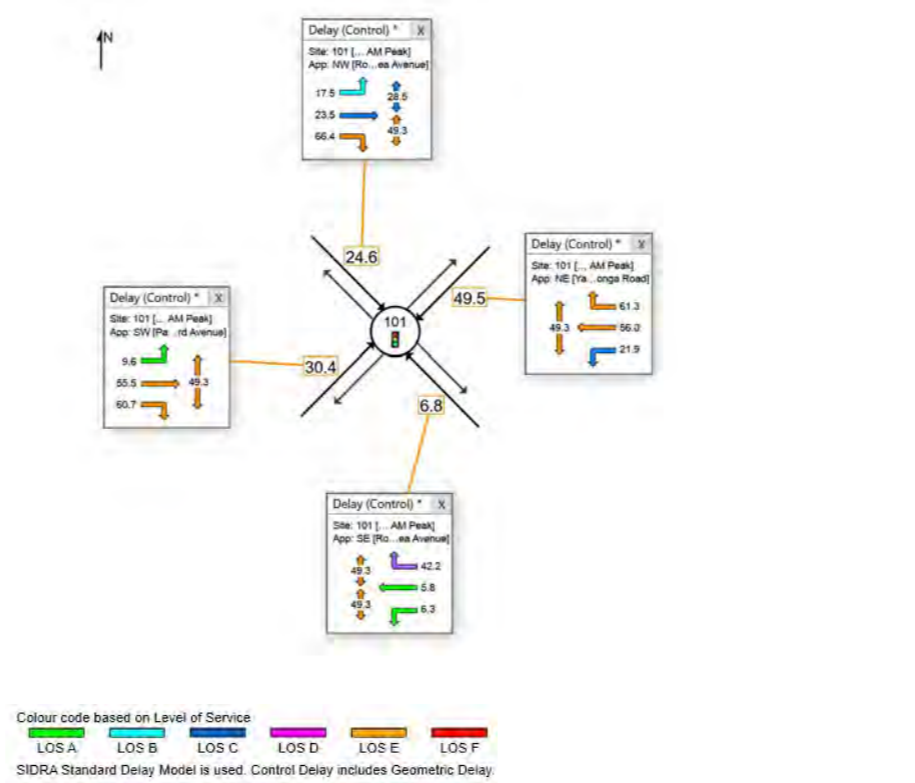 N
Delay (Control) * X
Site: 101 [... AM Peak]
App: NW [Ro...ea Avenue]
17.5
28.5
23.5
49.3
66.4
24.6
Delay (Control) * X
Site: 101 [... AM Peak]
App: NE [Ya...onga Road]
61.3
49.3
56.0
21.9
49.5
101
Delay (Control) * X
Site: 101 [... AM Peak]
App: SW [Pa...rd Avenue]
9.6
55.5
49.3
60.7
30.4
6.8
Delay (Control) * X
Site: 101 [... AM Peak]
App: SE [Ro...ea Avenue]
49.3
42.2
5.8
49.3
6.3
Colour code based on Level of Service
LOS A LOS B LOS C LOS D LOS E LOS F
SIDRA Standard Delay Model is used. Control Delay includes Geometric Delay.